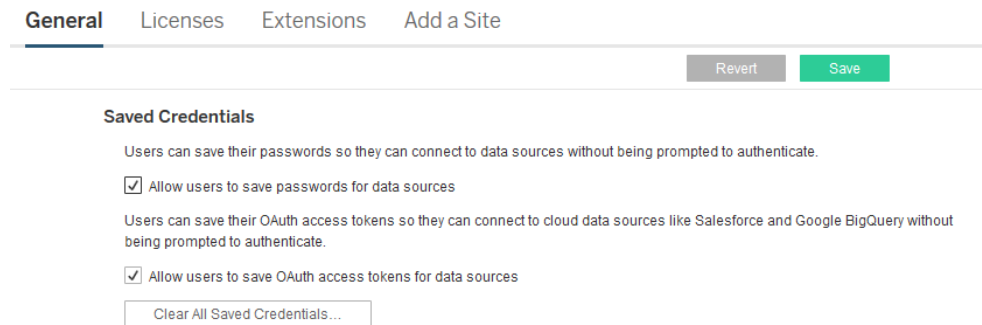 General Licenses Extensions Add a Site
Revert Save
Saved Credentials
Users can save their passwords so they can connect to data sources without being prompted to authenticate.
Allow users to save passwords for data sources
Users can save their OAuth access tokens so they can connect to cloud data sources like Salesforce and Google BigQuery without
being prompted to authenticate.
Allow users to save OAuth access tokens for data sources
Clear All Saved Credentials...